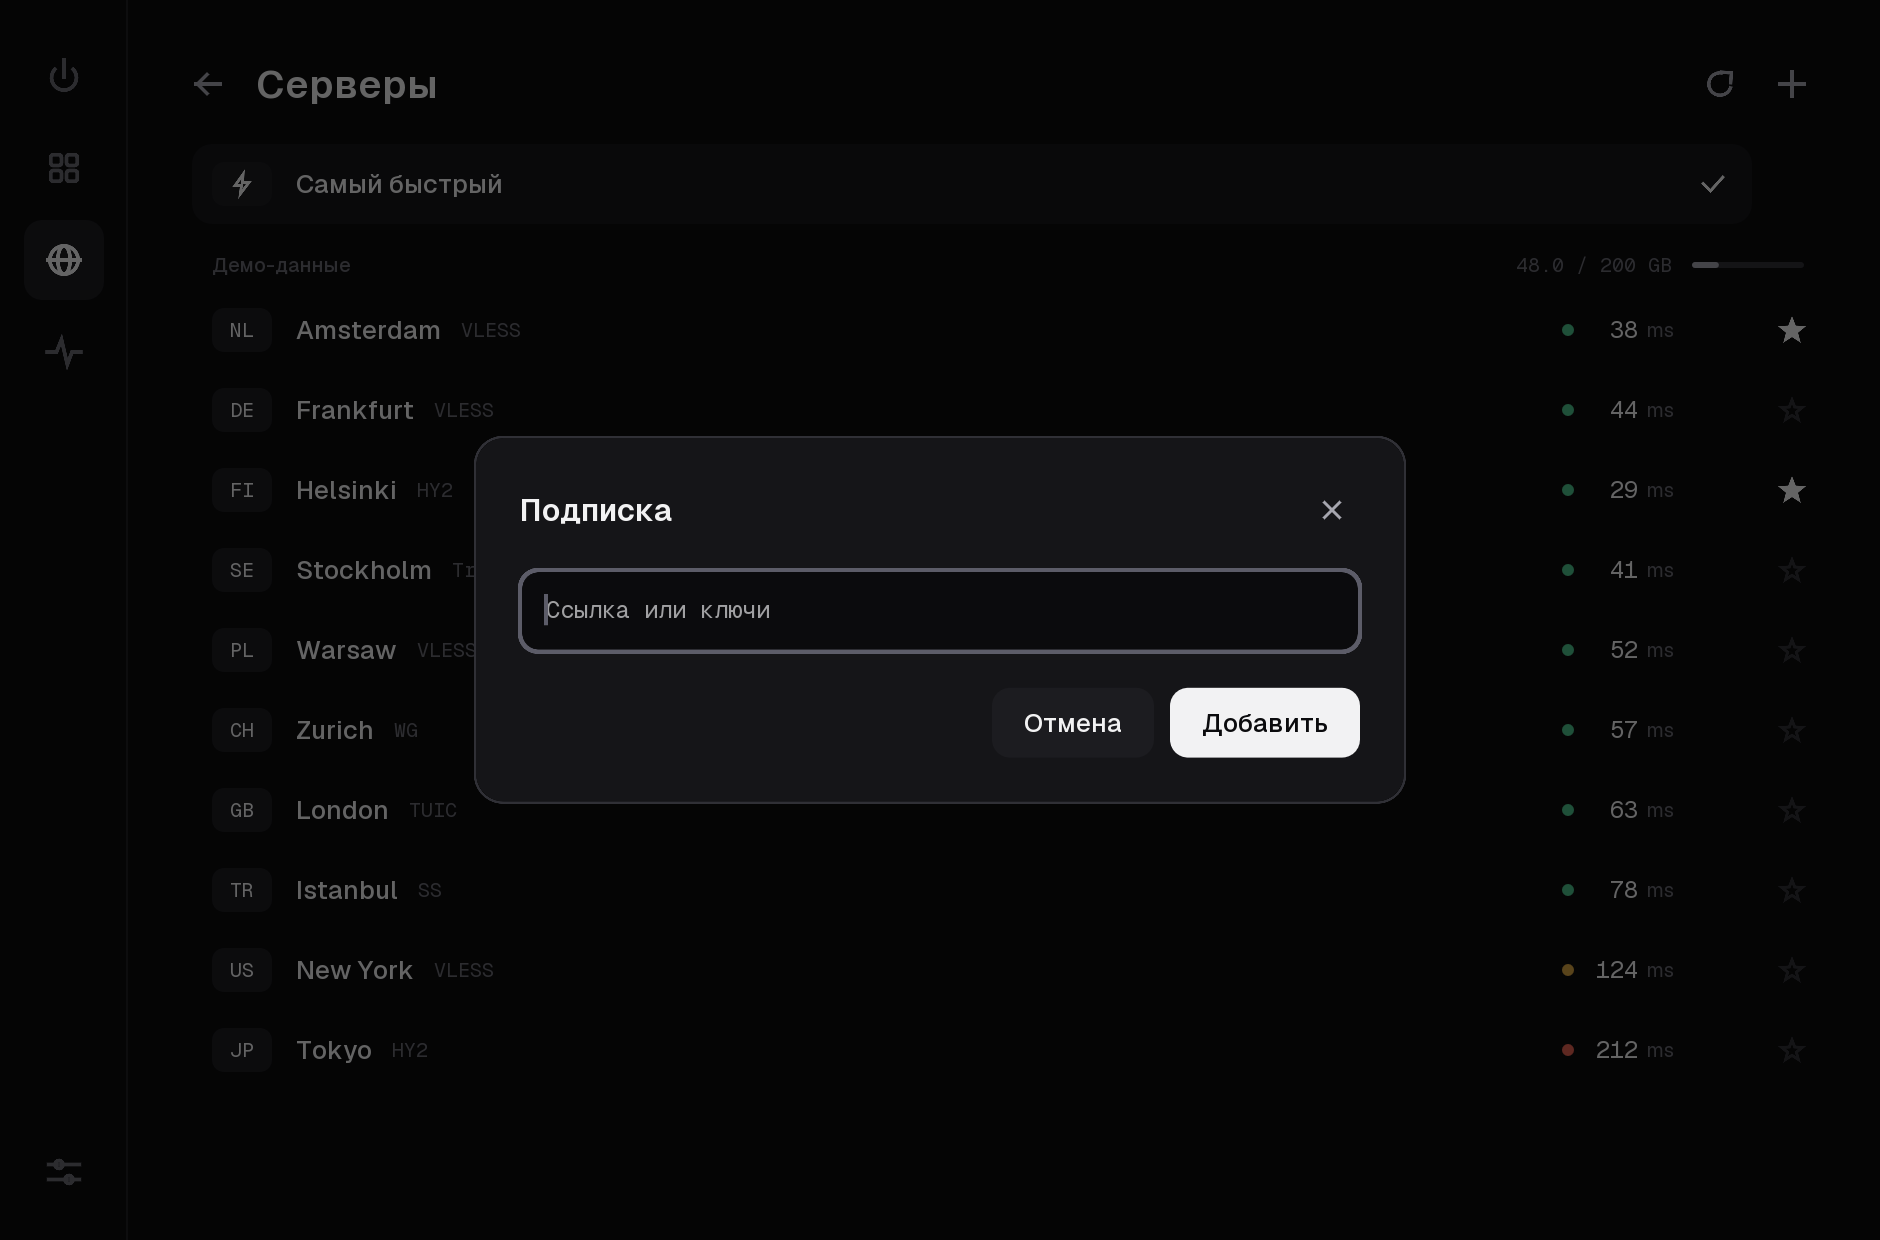 Серверы
Самый быстрый
Демо-данные 48.0 / 200 GB
NL Amsterdam VLESS 38 ms
DE Frankfurt VLESS 44 ms
FI Helsinki HY2 29 ms
Подписка
SE Stockholm Tr 41 ms
Ссылка или ключи
PL Warsaw VLESS 52 ms
CH Zurich WG 57 ms
Отмена Добавить
GB London TUIC 63 ms
TR Istanbul SS 78 ms
US New York VLESS 124 ms
JP Tokyo HY2 212 ms